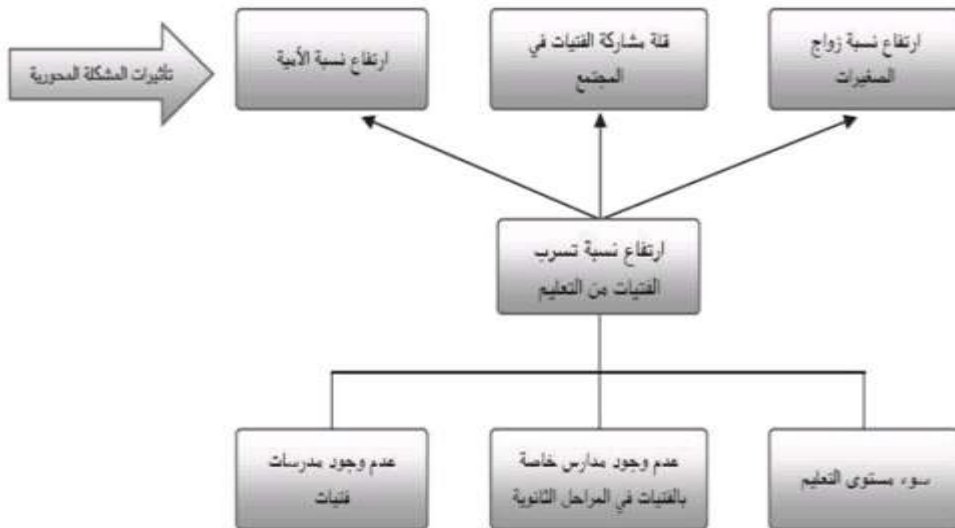 ارتفاع نسبة زواج
الصغيرات
قلة مشاركة الفتيات في
المجتمع
ارتفاع نسبة الأمية
تأثيرات المشكلة المحورية
ارتفاع نسبة تسرب
الفتيات من التعليم
سوء مستوى التعليم
عدم وجود مدارس خاصة
بالفتيات في المراحل الثانوية
عدم وجود مدرسات
فتيات